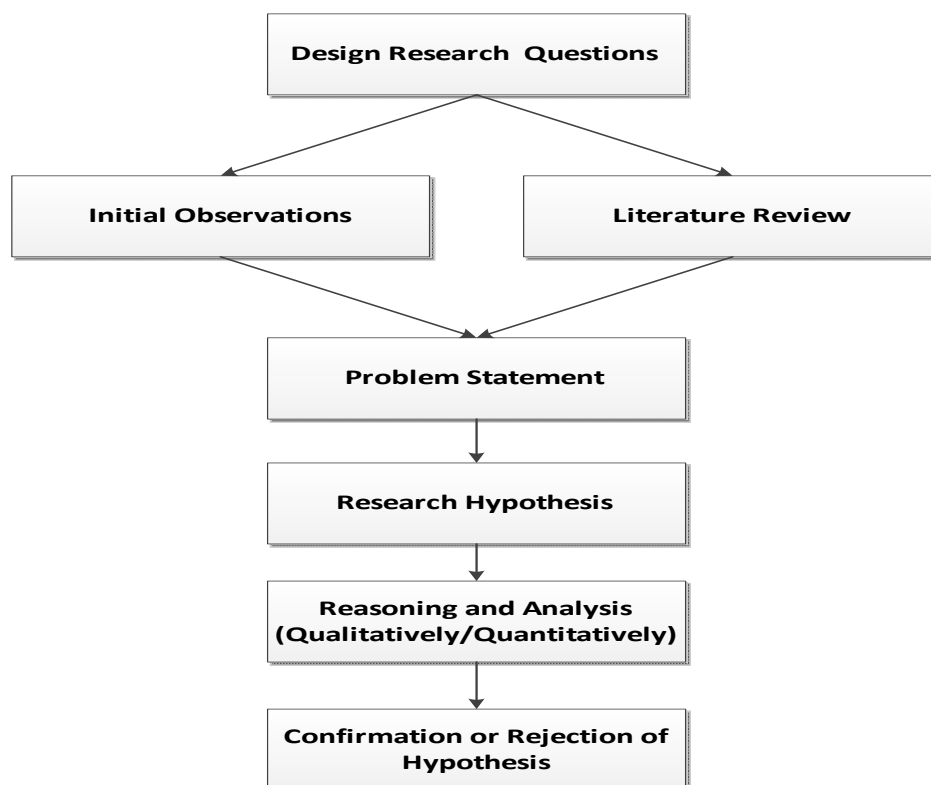 Design Research  Questions
Initial Observations
Literature Review
Problem Statement
Research Hypothesis
Reasoning and Analysis
(Qualitatively/Quantitatively)
Confirmation or Rejection of
Hypothesis